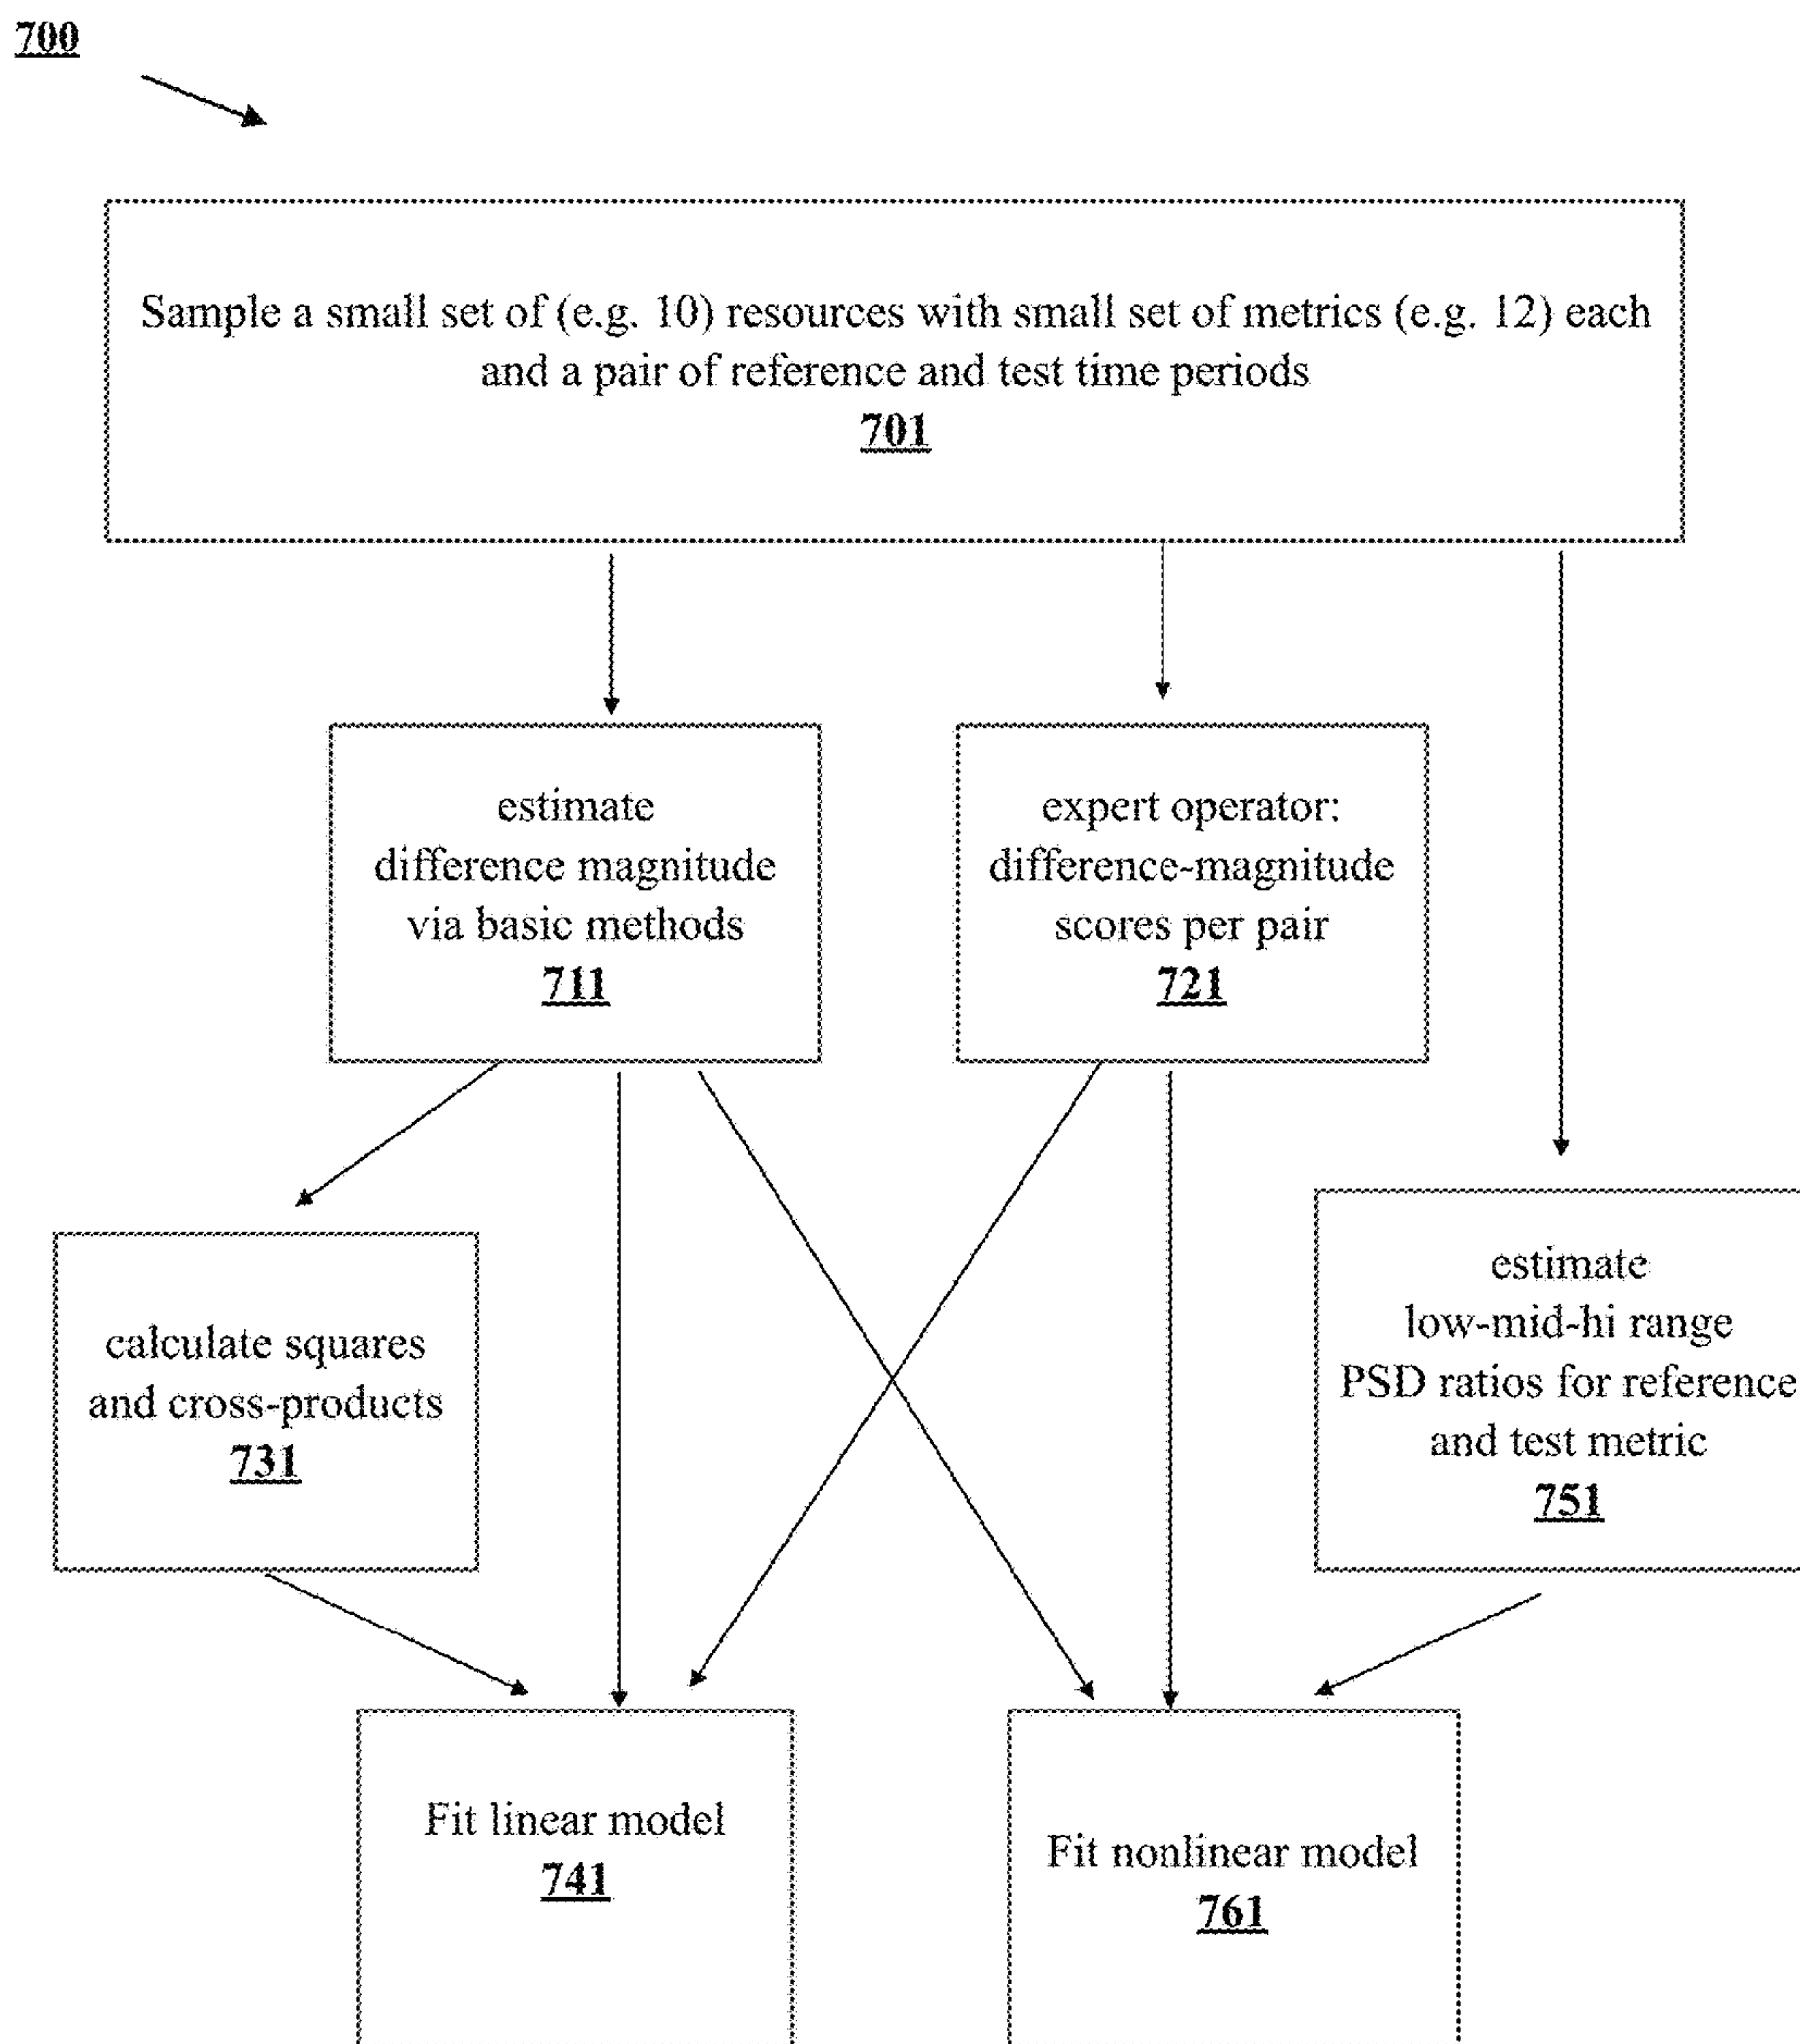 700
Sample a small set of (e.g. 10) resources with small set of metrics (e.g. 12) each
and a pair of reference and test time periods
701
estimate
difference magnitude
via basic methods
711
expert operator:
difference-magnitude
scores per pair
721
calculate squares
and cross-products
731
estimate
low-mid-hi range
PSD ratios for reference
and test metric
751
Fit linear model
741
Fit nonlinear model
761